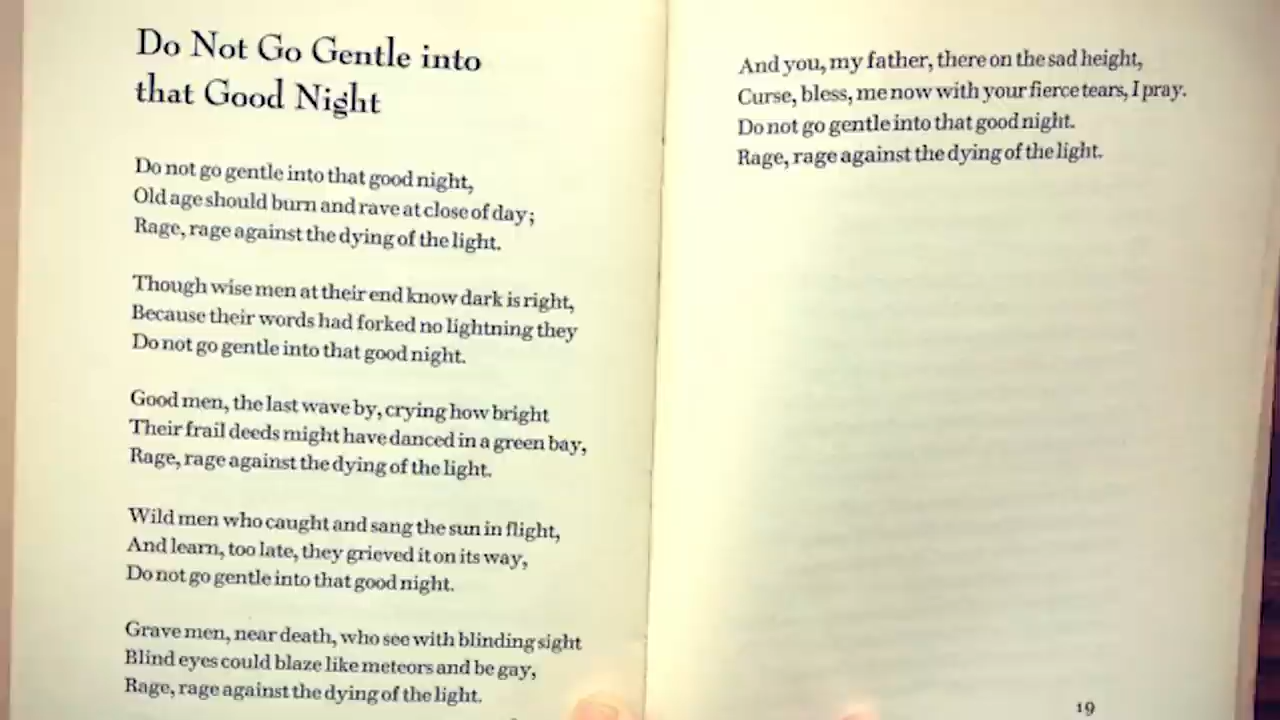 Do Not Go Gentle into
that Good Night
Do not go gentle into that good night,
Old age should burn and rave at close of day;
Rage, rage against the dying of the light.
Though wise men at their end know dark is right,
Because their words had forked no lightning they
Do not go gentle into that good night.
Good men, the last wave by, crying how bright
Their frail deeds might have danced in a green bay,
Rage, rage against the dying of the light.
Wild men who caught and sang the sun in flight,
And learn, too late, they grieved it on its way,
Do not go gentle into that good night.
Grave men, near death, who see with blinding sight
Blind eyes could blaze like meteors and be gay,
Rage, rage against the dying of the light.
And you, my father, there on the sad height,
Curse, bless, me now with your fierce tears, I pray.
Do not go gentle into that good night.
Rage, rage against the dying of the light.
19